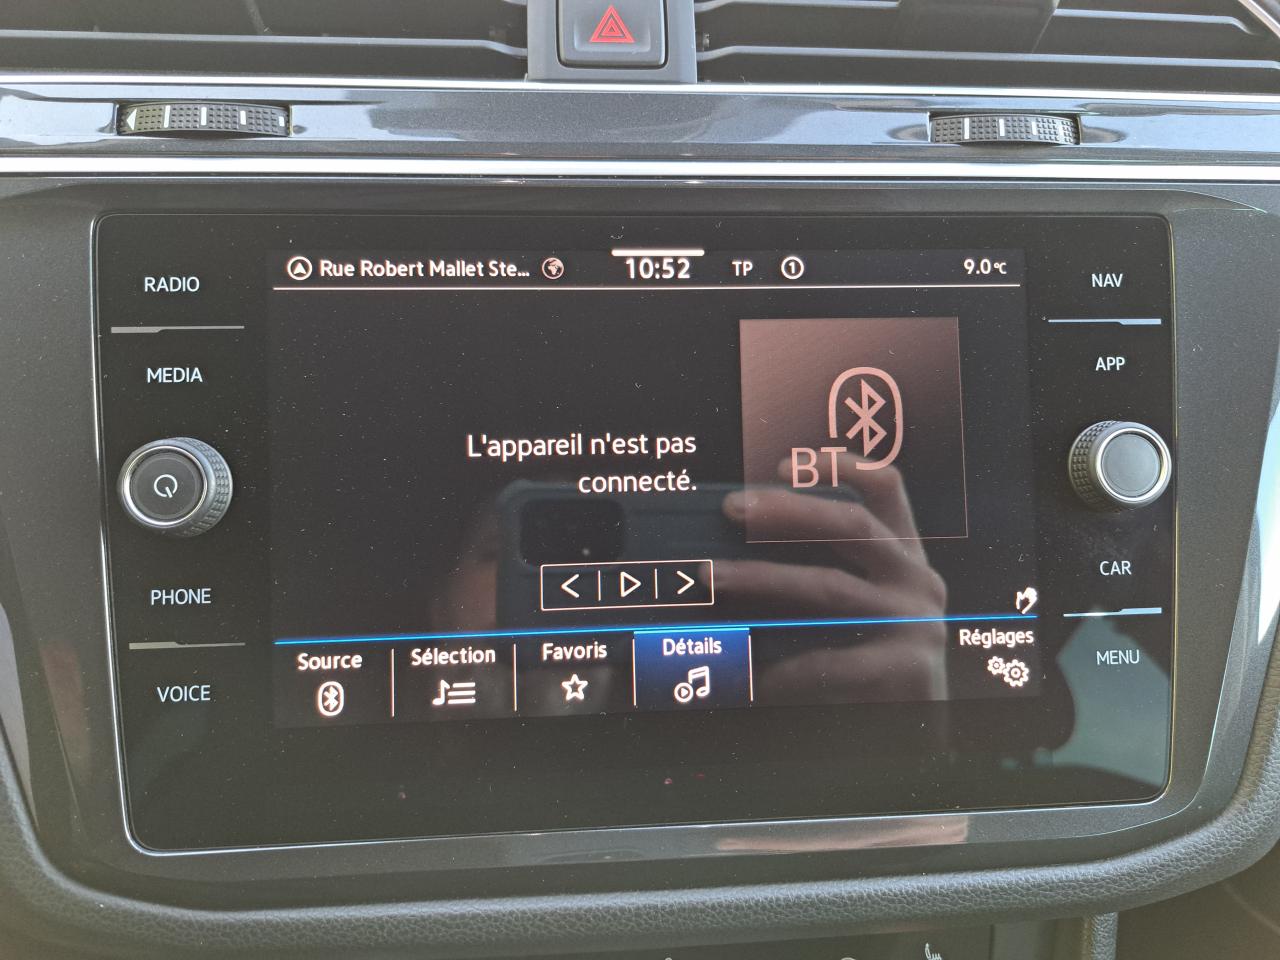 Rue Robert Mallet Ste...
10:52
TP
1
9.0°C
RADIO
MEDIA
PHONE
VOICE
L'appareil n'est pas
connecté.
BT
Source
Sélection
Favoris
Détails
Réglages
NAV
APP
CAR
MENU